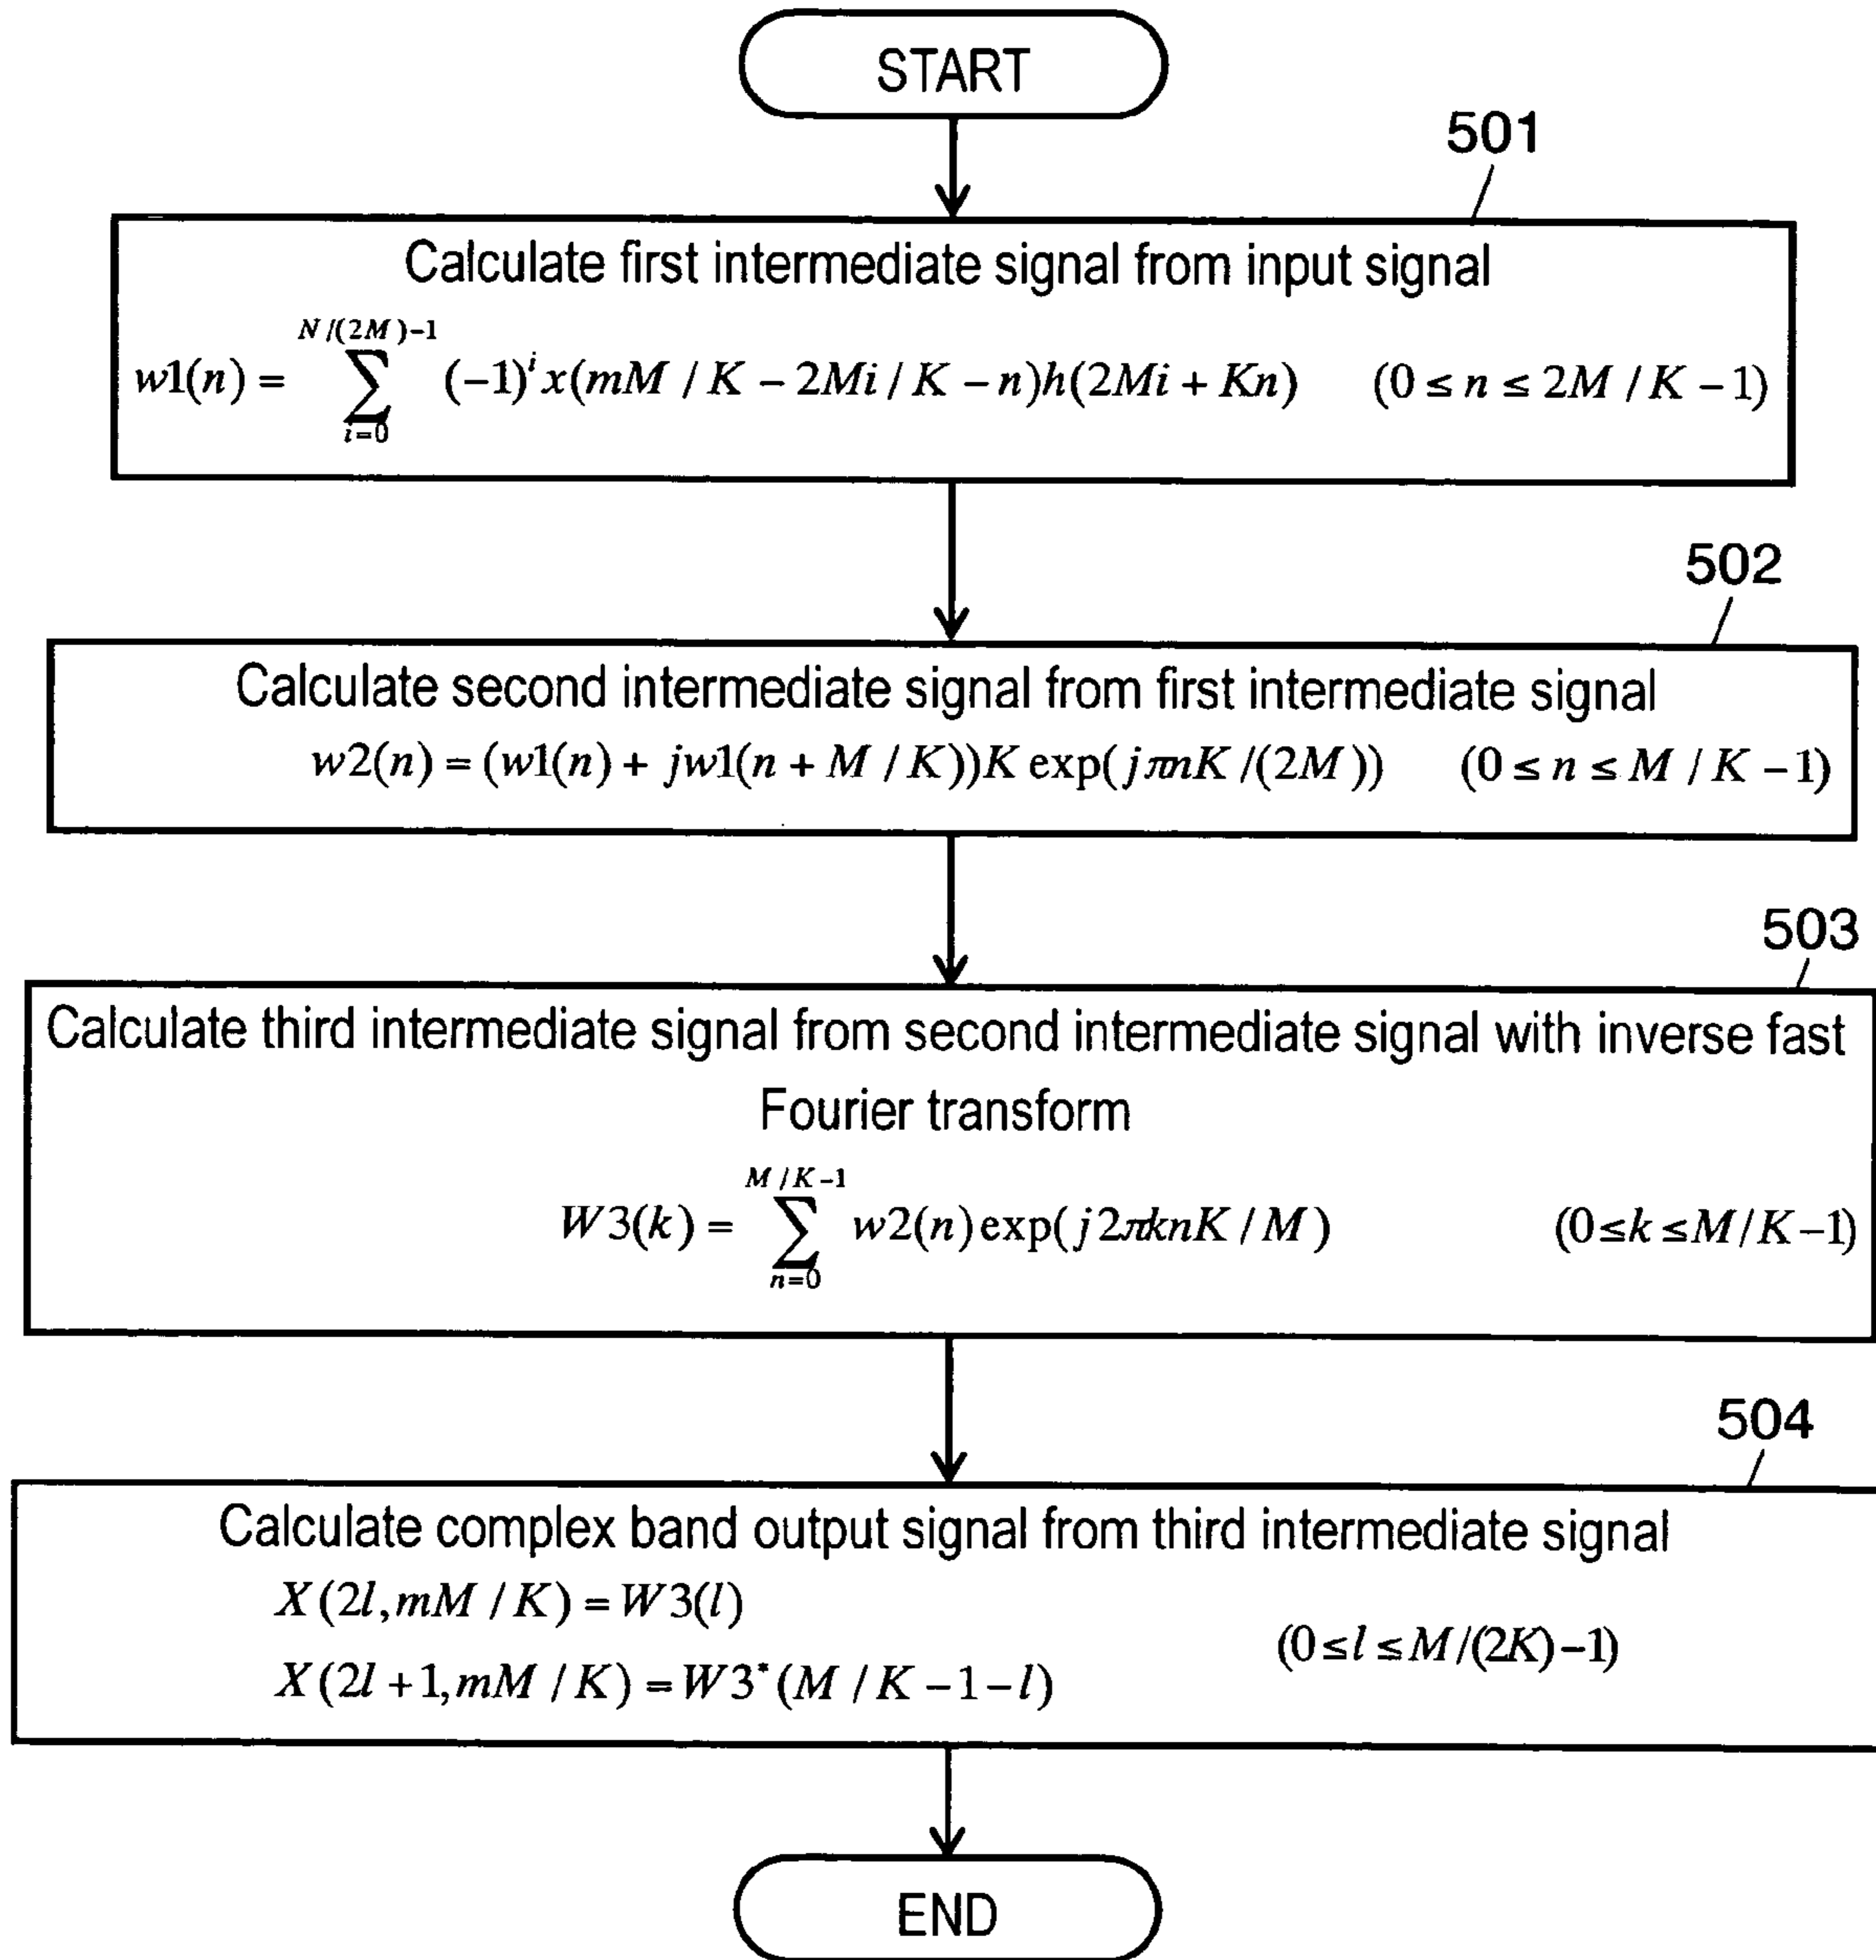 START
501
Calculate first intermediate signal from input signal
w1(n) = \sum_{i=0}^{N/(2M)-1} (-1)^i x(mM / K - 2Mi / K - n)h(2Mi + Kn) (0 ≤ n ≤ 2M / K - 1)
502
Calculate second intermediate signal from first intermediate signal
w2(n) = (w1(n) + jw1(n + M / K))K exp(jπnK /(2M)) (0 ≤ n ≤ M / K - 1)
503
Calculate third intermediate signal from second intermediate signal with inverse fast
Fourier transform
W3(k) = \sum_{n=0}^{M/K-1} w2(n) exp(j2πknK / M) (0≤k ≤M/K-1)
504
Calculate complex band output signal from third intermediate signal
X(2l, mM / K) = W3(l)
(0≤l ≤M/(2K)-1)
X(2l +1, mM / K) = W3*(M / K -1-l)
END